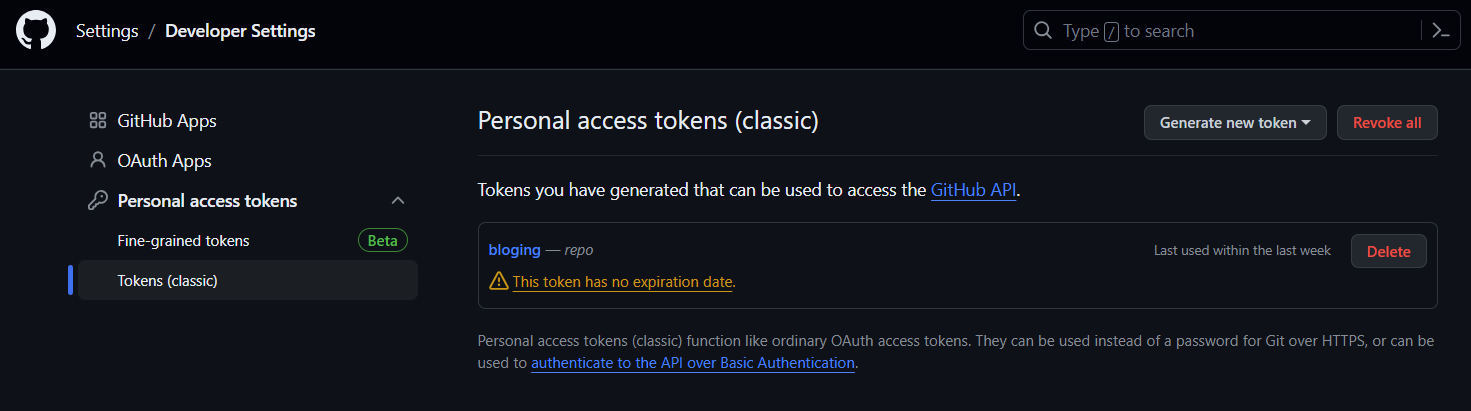 Settings / Developer Settings
Type / to search
GitHub Apps
OAuth Apps
Personal access tokens
Fine-grained tokens Beta
Tokens (classic)
Personal access tokens (classic)
Generate new token
Revoke all
Tokens you have generated that can be used to access the GitHub API.
bloging — repo
Last used within the last week
Delete
This token has no expiration date.
Personal access tokens (classic) function like ordinary OAuth access tokens. They can be used instead of a password for Git over HTTPS, or can be
used to authenticate to the API over Basic Authentication.